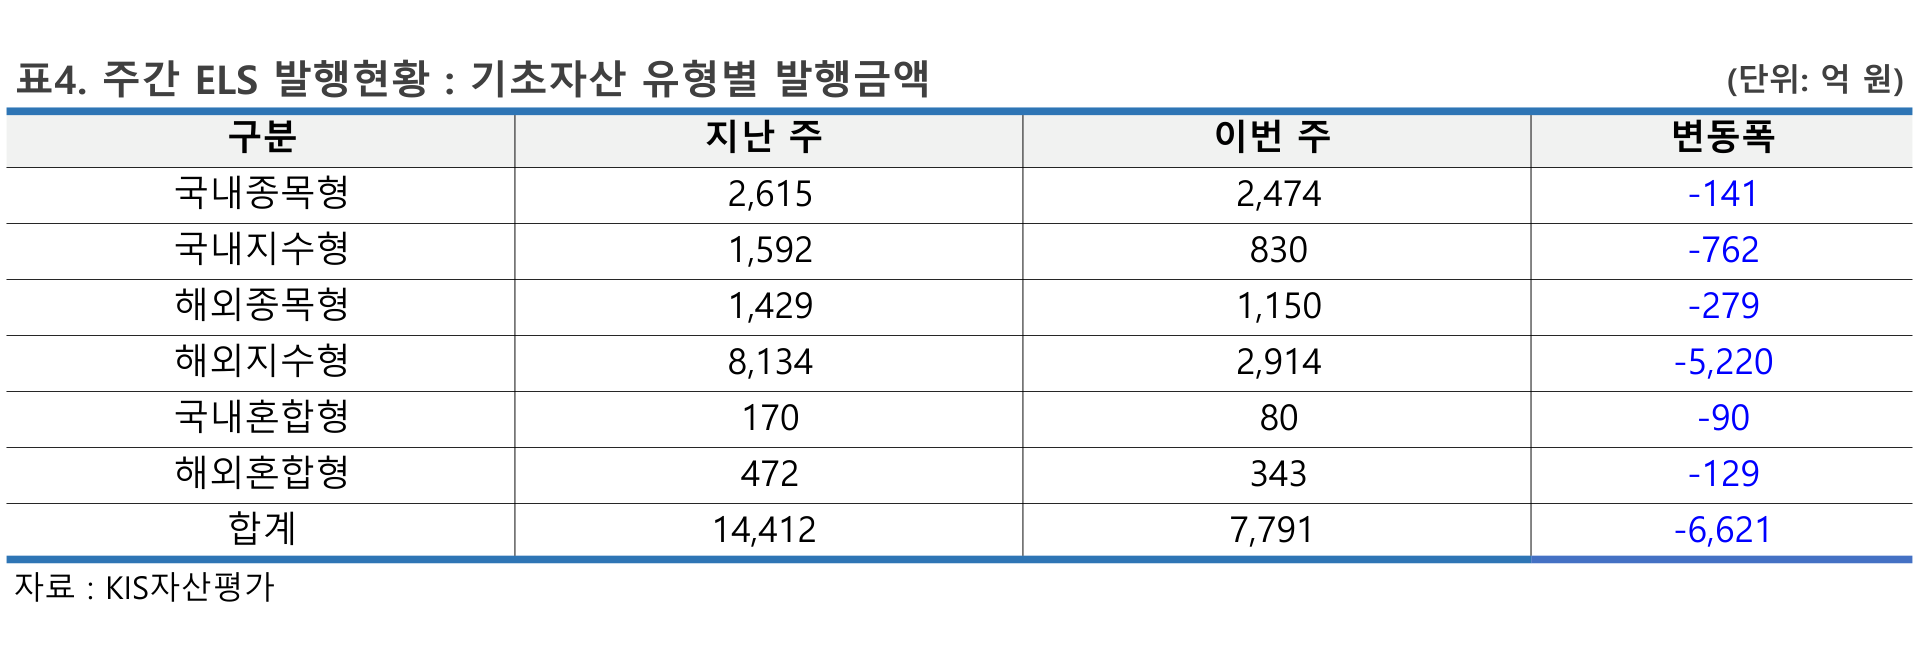 표4. 주간 ELS 발행현황 : 기초자산 유형별 발행금액 (단위: 억 원)
구분 지난 주 이번 주 변동폭
국내종목형 2,615 2,474 -141
국내지수형 1,592 830 -762
해외종목형 1,429 1,150 -279
해외지수형 8,134 2,914 -5,220
국내혼합형 170 80 -90
해외혼합형 472 343 -129
합계 14,412 7,791 -6,621
자료 : KIS자산평가